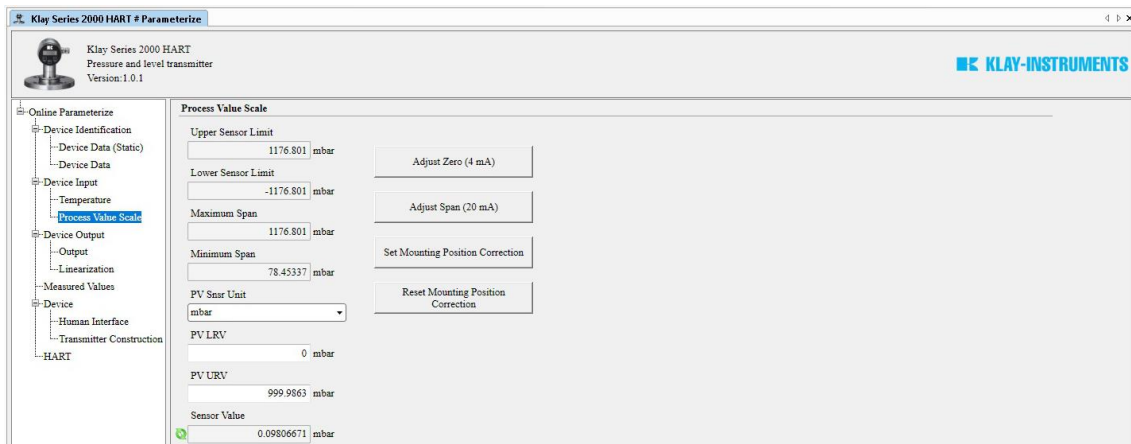 Klay Series 2000 HART # Parameterize
Klay Series 2000 HART
Pressure and level transmitter
Version:1.0.1
KLAY-INSTRUMENTS
Online Parameterize
Device Identification
Device Data (Static)
Device Data
Device Input
Temperature
Process Value Scale
Device Output
Output
Linearization
Measured Values
Device
Human Interface
Transmitter Construction
HART
Process Value Scale
Upper Sensor Limit
1176.801 mbar
Lower Sensor Limit
-1176.801 mbar
Maximum Span
1176.801 mbar
Minimum Span
78.45337 mbar
PV Snsr Unit
mbar
PV LRV
0 mbar
PV URV
999.9863 mbar
Sensor Value
0.09806671 mbar
Adjust Zero (4 mA)
Adjust Span (20 mA)
Set Mounting Position Correction
Reset Mounting Position
Correction